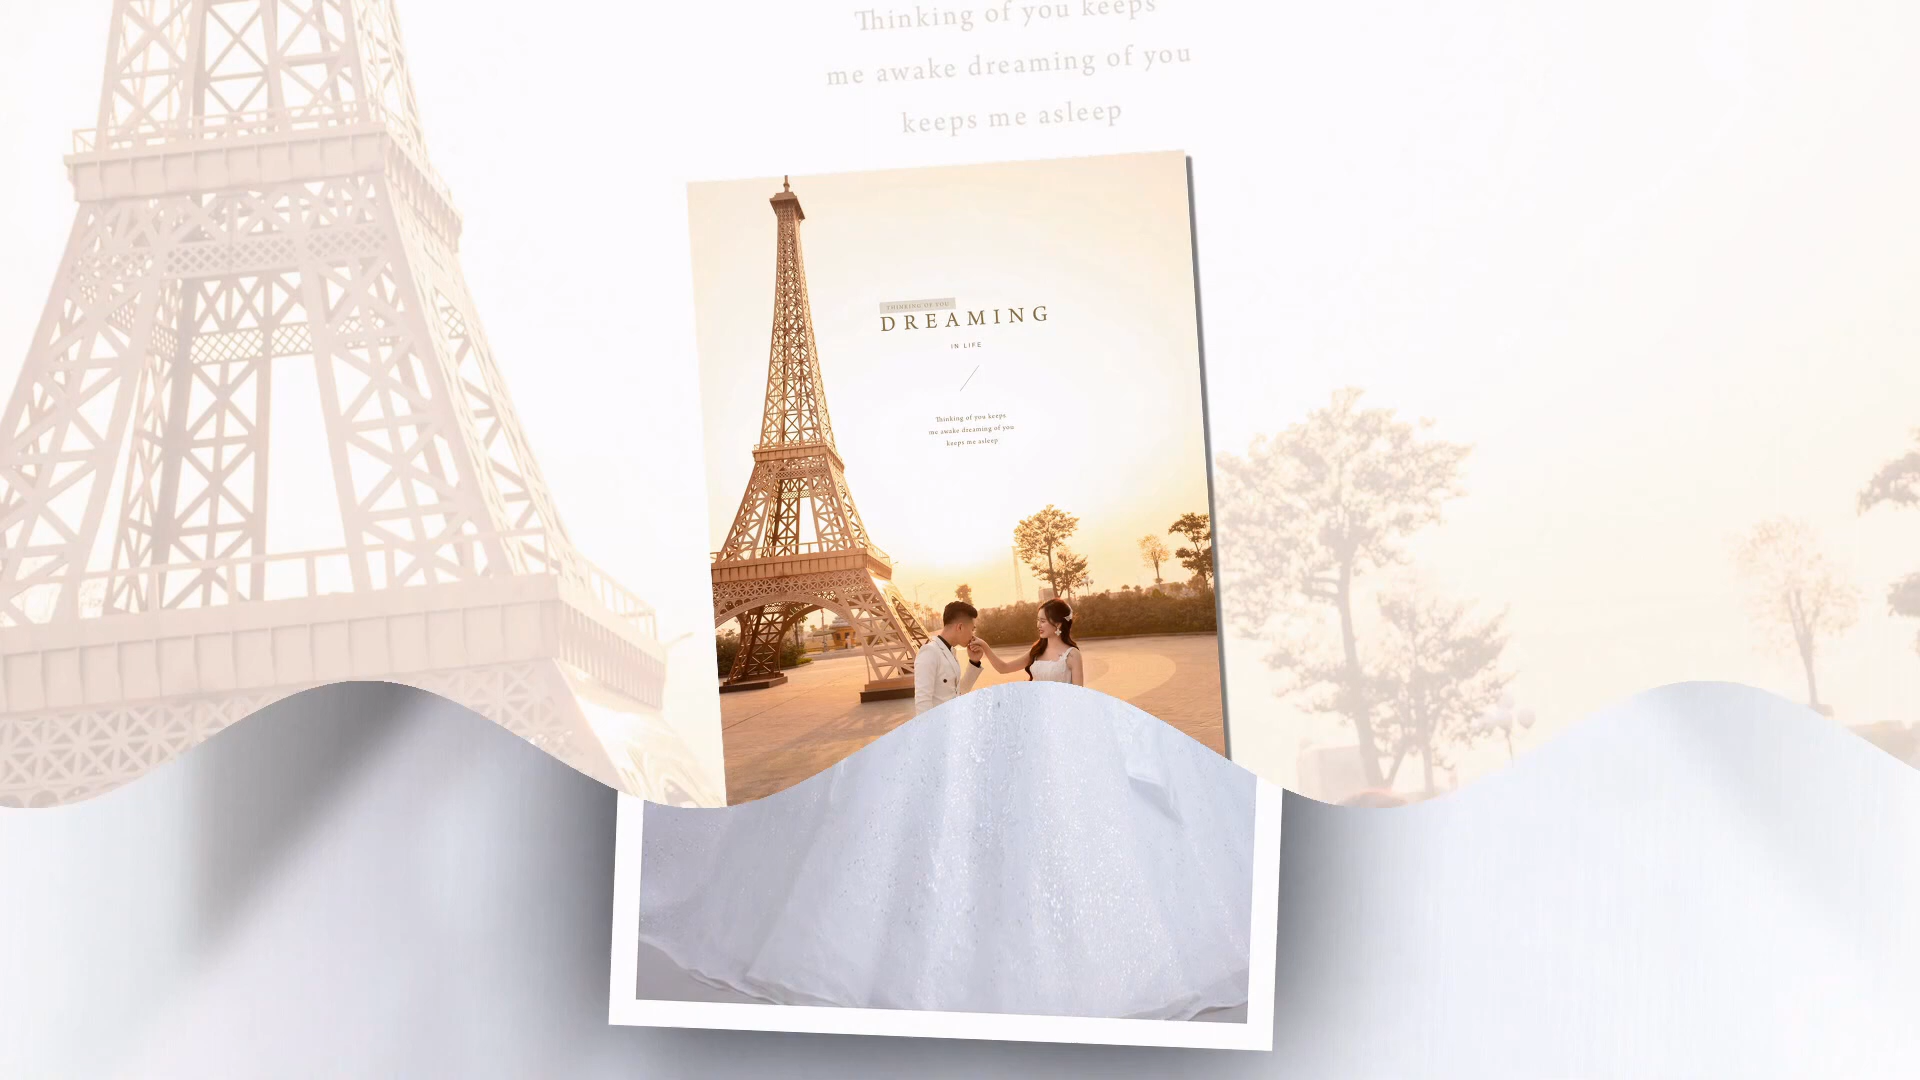 Thinking of you keeps
me awake dreaming of you
keeps me asleep
THINKING OF YOU
DREAMING
IN LIFE
Thinking of you keeps
me awake dreaming of you
keeps me asleep